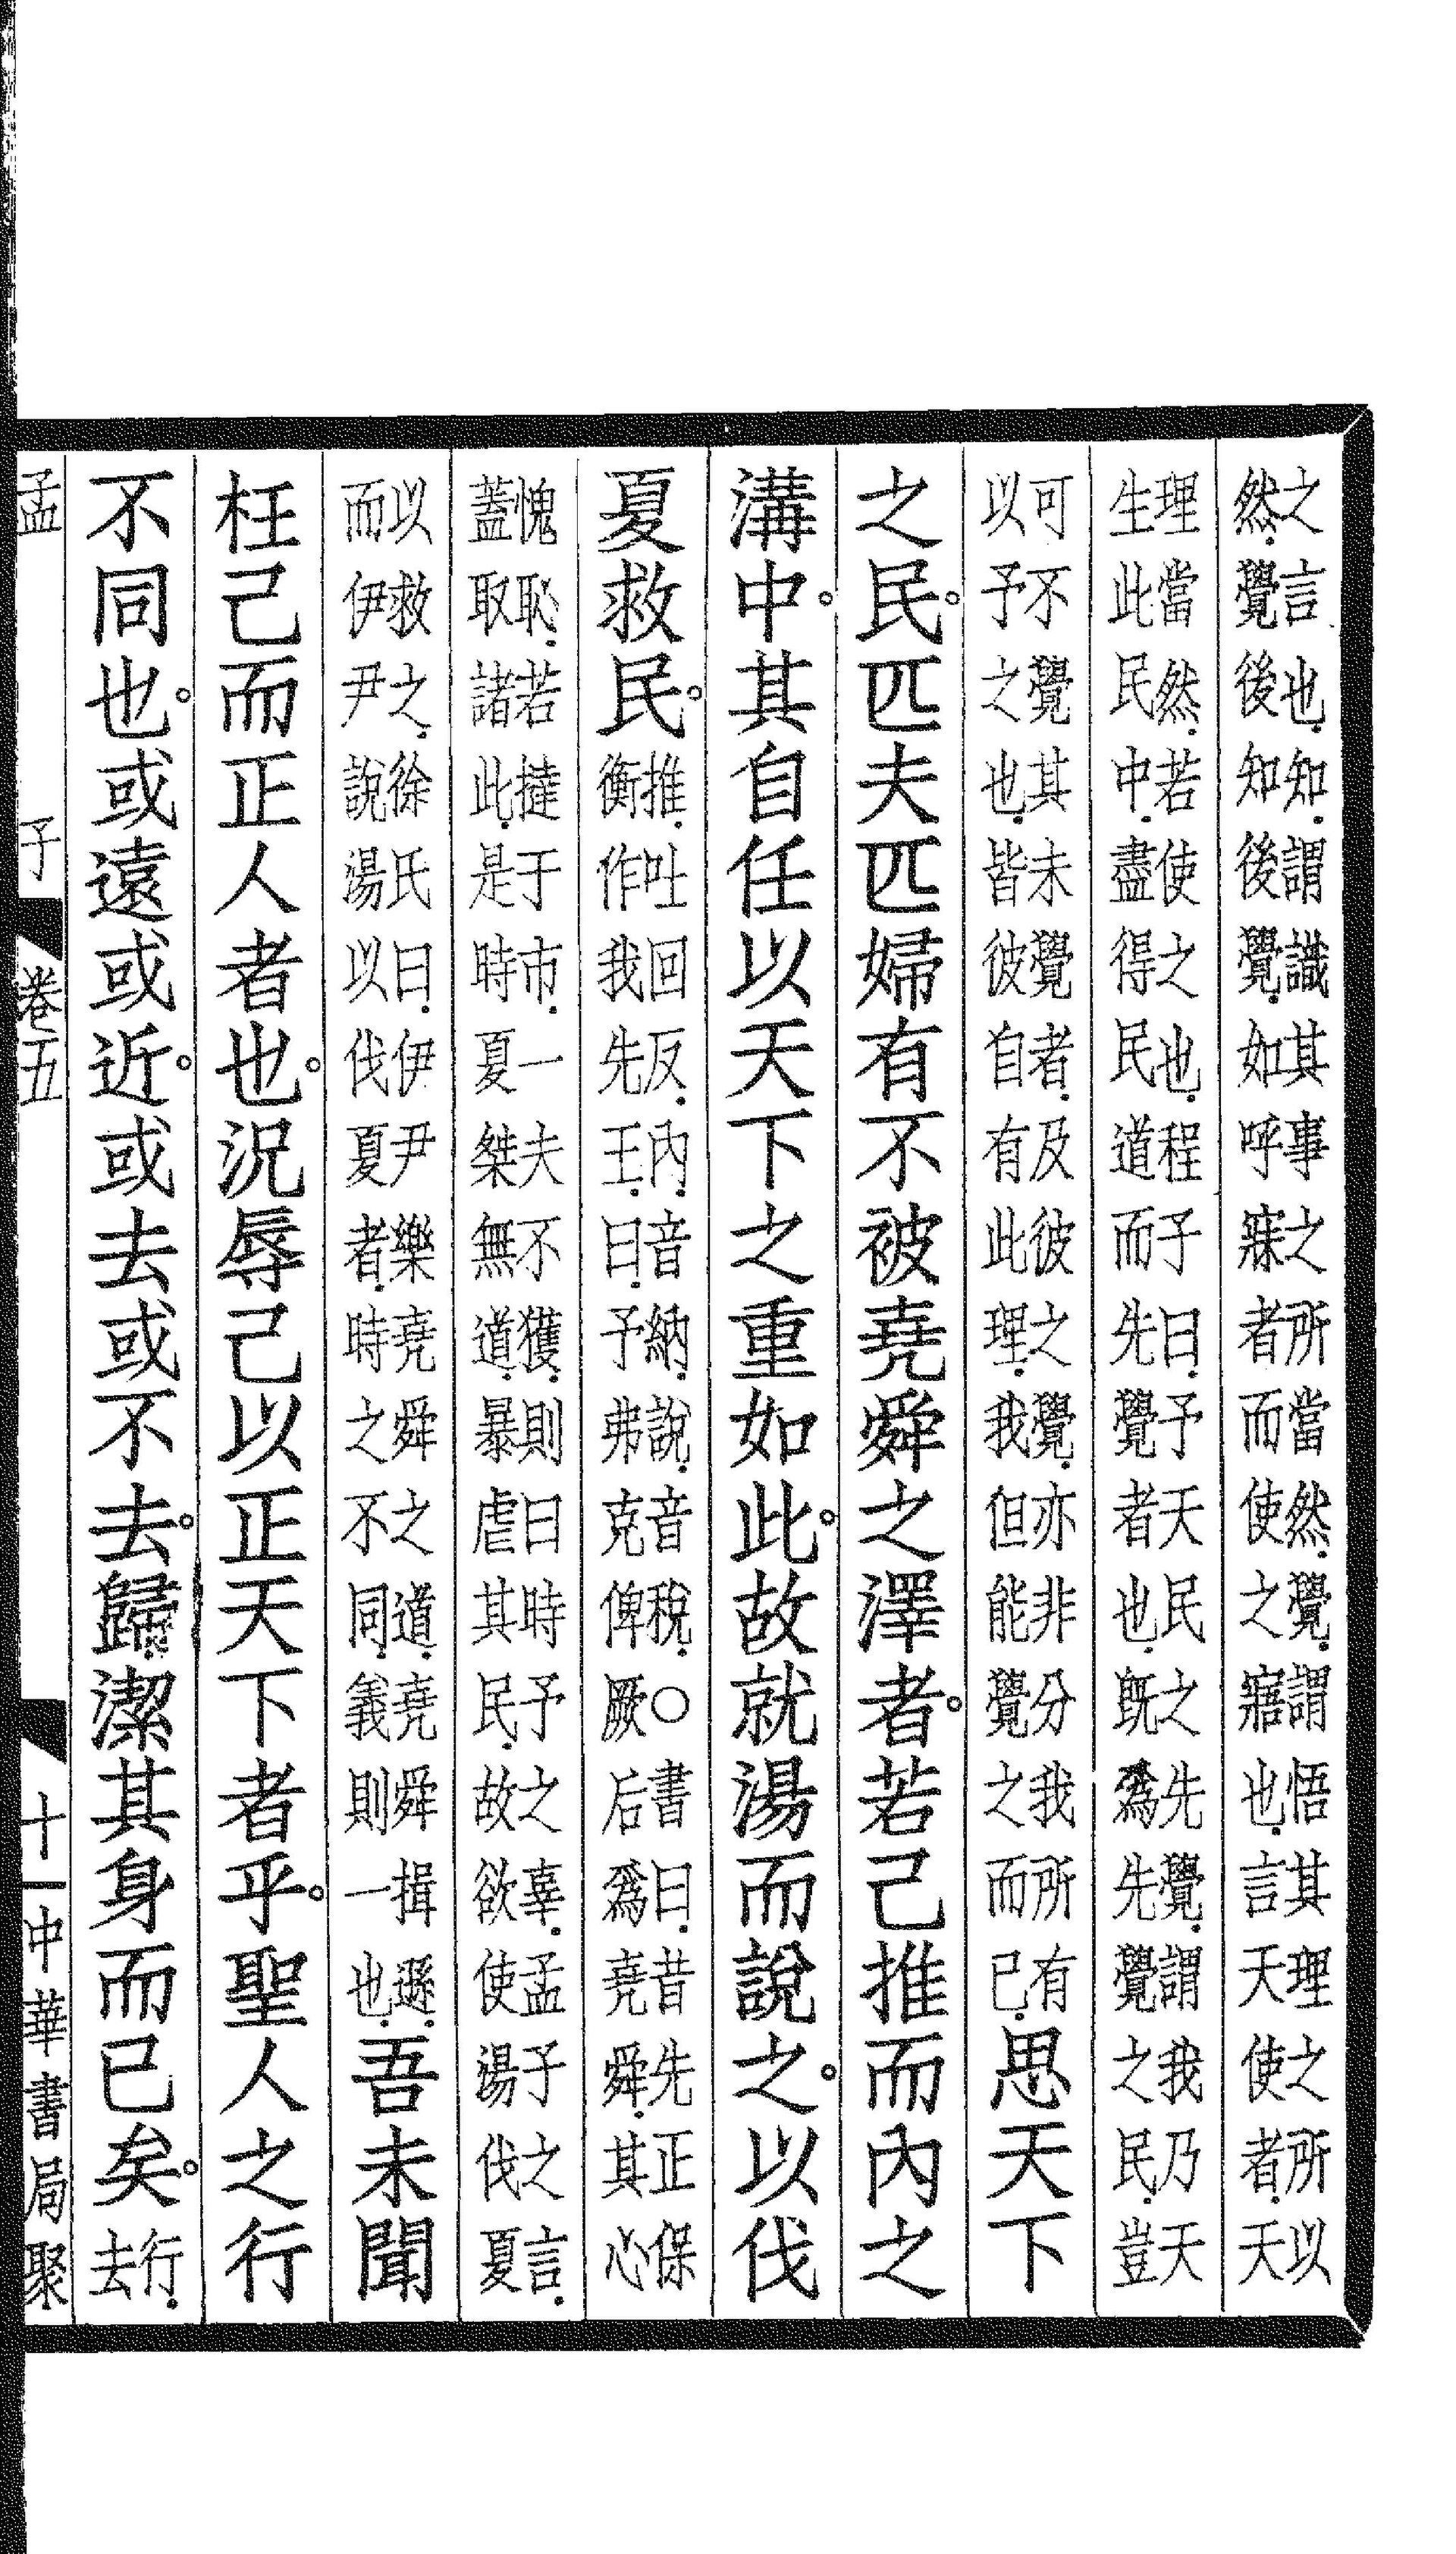 之言也．知．謂識其事之所當然．覺．謂悟其理之所以
然．覺後知後覺．如呼寐者而使之寤也．言天使者．天
理當然．若使之也．程子曰．予天民之先覺．謂我乃天
生此民中．盡得民道而先覺者也．既爲先覺之民．豈
可不覺其未覺者．及彼之覺．亦非分我所有
以予之也．皆彼自有此理．我但能覺之而已．
思天下
之民。匹夫匹婦有不被堯舜之澤者。若己推而內之
溝中。其自任以天下之重如此。故就湯而說之。以伐
夏救民。
推．吐回反．內．音納．說．音稅．○書曰．昔先正保
衡作我先王．曰．予弗克俾厥后爲堯舜．其心
愧恥．若撻于市．一夫不獲．則曰時予之辜．孟子之言．
蓋取諸此．是時夏桀無道．暴虐其民．故欲使湯伐夏
以救之．徐氏曰．伊尹樂堯舜之道．堯舜揖遜．
而伊尹說湯以伐夏者．時之不同．義則一也．
吾未聞
枉己而正人者也。況辱己以正天下者乎。聖人之行
不同也。或遠或近。或去或不去。歸潔其身而已矣。
行．
去
孟子 卷五 十一 中華書局聚